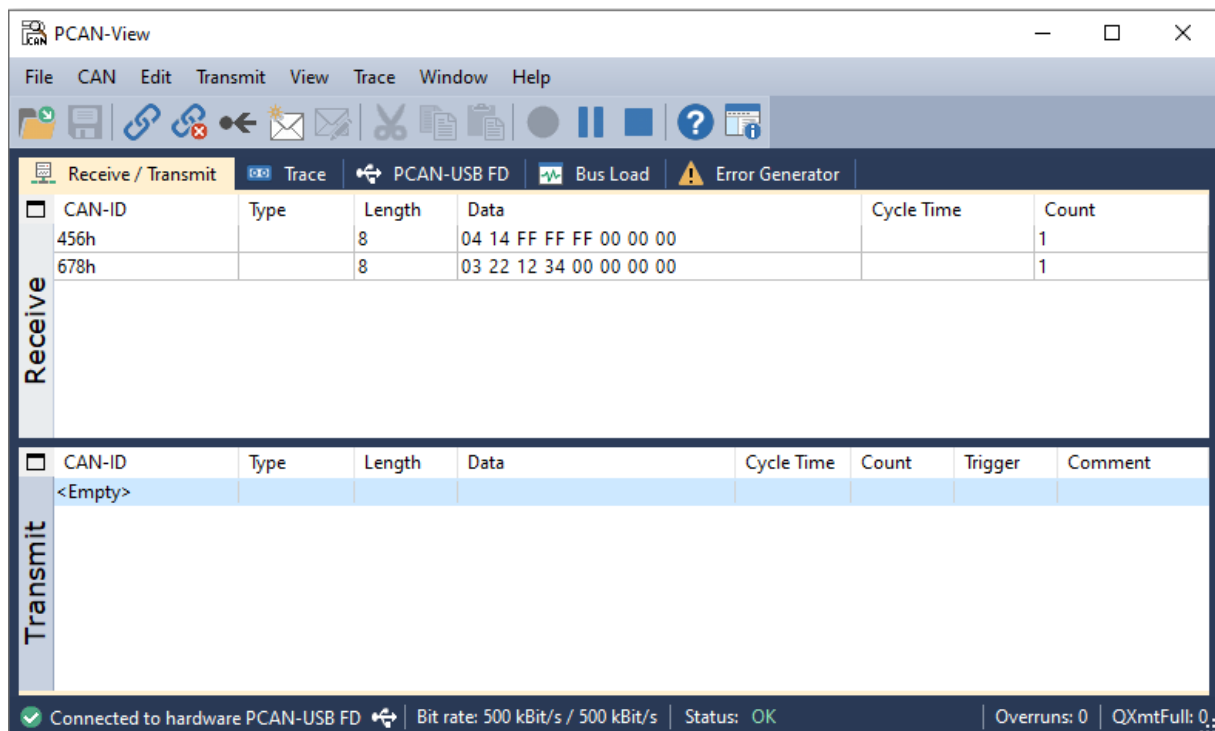 PCAN-View
File CAN Edit Transmit View Trace Window Help
Receive / Transmit Trace PCAN-USB FD Bus Load Error Generator
CAN-ID Type Length Data Cycle Time Count
456h 8 04 14 FF FF FF 00 00 00 1
678h 8 03 22 12 34 00 00 00 00 1
Receive
CAN-ID Type Length Data Cycle Time Count Trigger Comment
<Empty>
Transmit
Connected to hardware PCAN-USB FD Bit rate: 500 kBit/s / 500 kBit/s Status: OK Overruns: 0 QXmtFull: 0